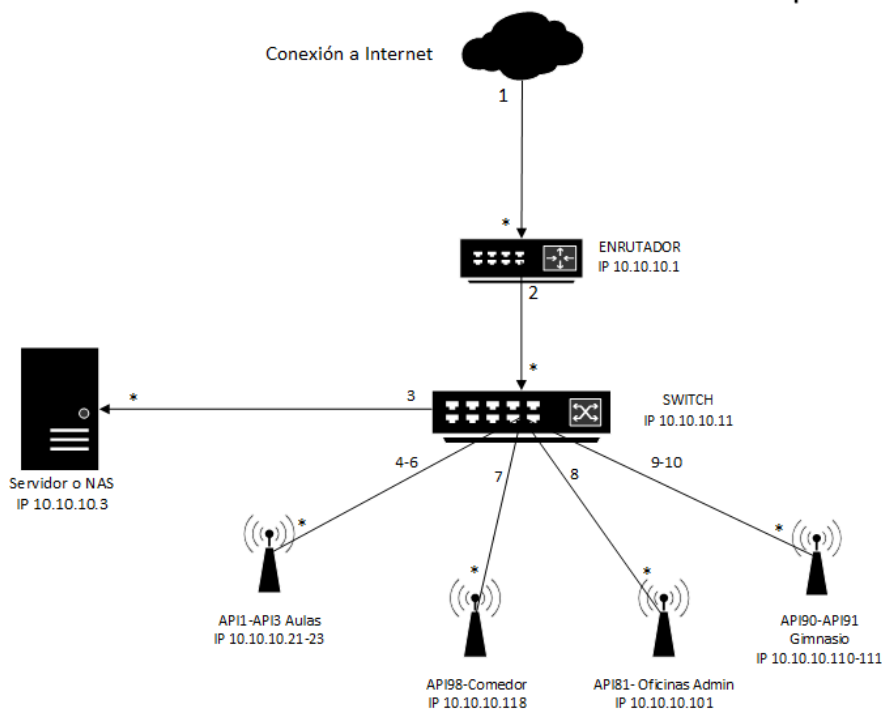 Conexión a Internet
1
*
ENRUTADOR
IP 10.10.10.1
2
*
SWITCH
IP 10.10.10.11
3
*
Servidor o NAS
IP 10.10.10.3
4-6
7
8
9-10
*
*
*
*
API1-API3 Aulas
IP 10.10.10.21-23
API98-Comedor
IP 10.10.10.118
API81- Oficinas Admin
IP 10.10.10.101
API90-API91
Gimnasio
IP 10.10.10.110-111